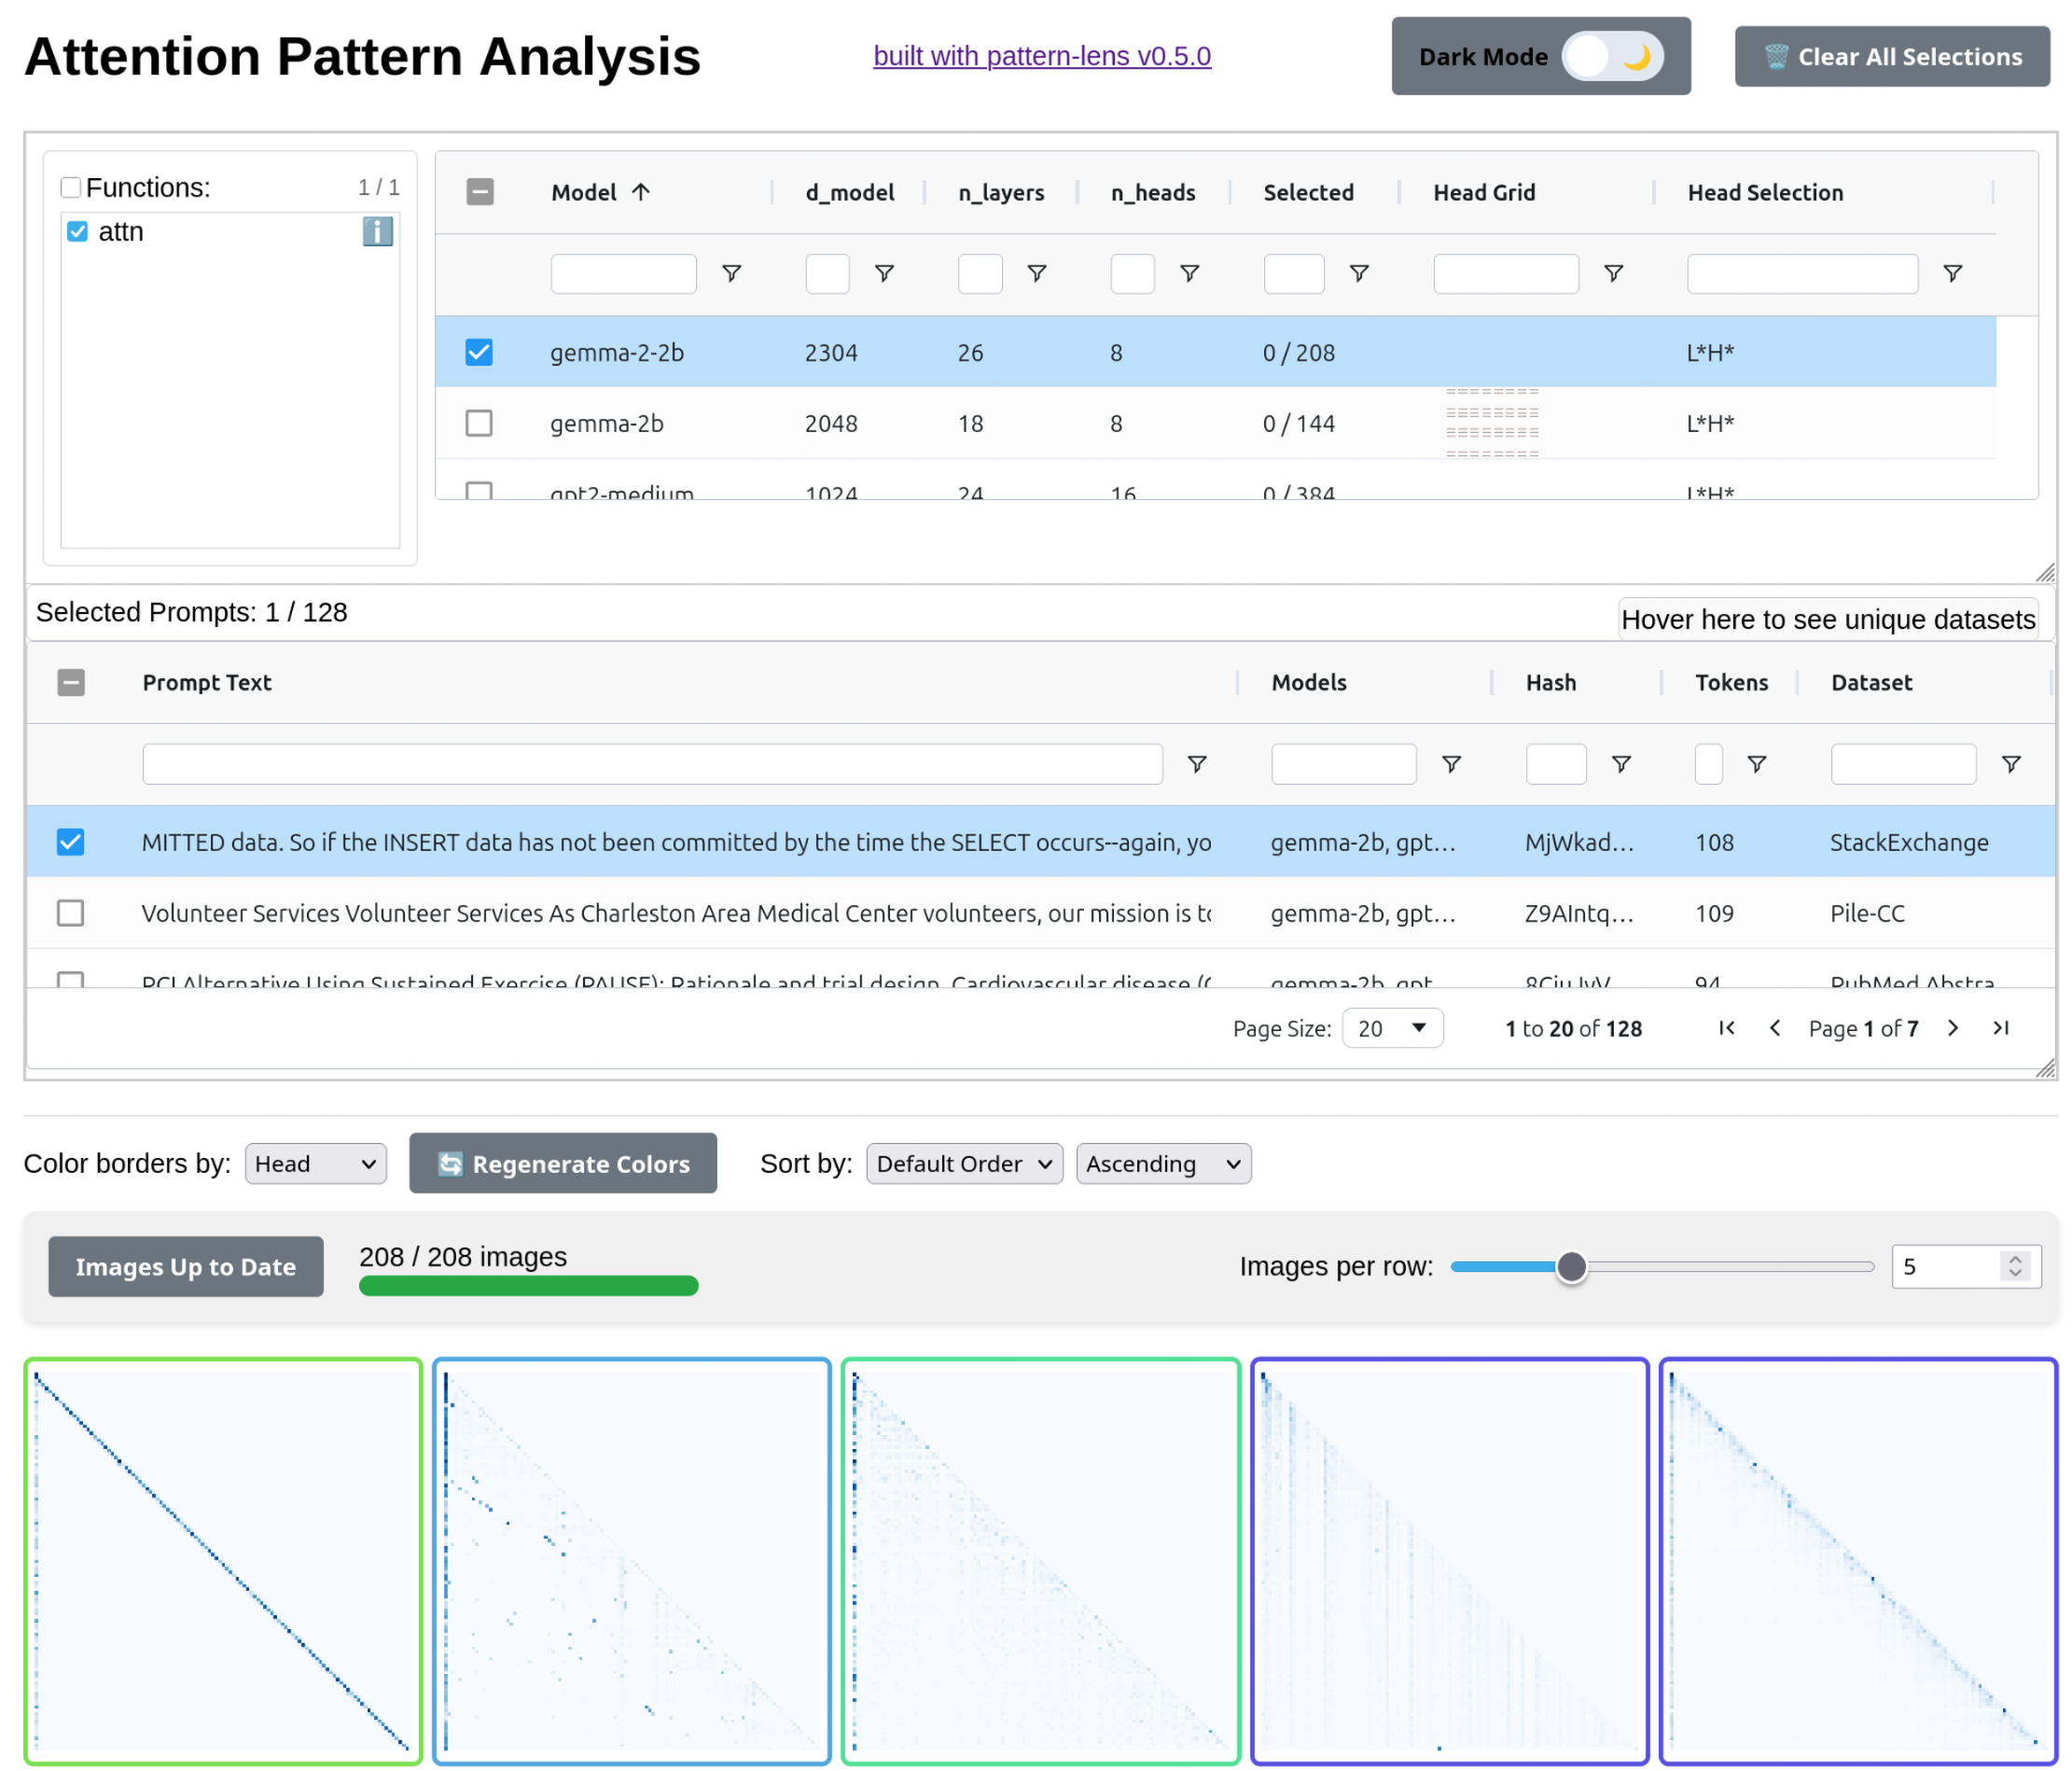 Attention Pattern Analysis
built with pattern-lens v0.5.0
Dark Mode
Clear All Selections
Functions: 1 / 1
attn
Model d_model n_layers n_heads Selected Head Grid Head Selection
gemma-2-2b 2304 26 8 0 / 208 L*H*
gemma-2b 2048 18 8 0 / 144 L*H*
gpt2-medium 1024 24 16 0 / 384 L*H*
Selected Prompts: 1 / 128
Hover here to see unique datasets
Prompt Text Models Hash Tokens Dataset
MITTED data. So if the INSERT data has not been committed by the time the SELECT occurs--again, yo gemma-2b, gpt... MjWkad... 108 StackExchange
Volunteer Services Volunteer Services As Charleston Area Medical Center volunteers, our mission is to gemma-2b, gpt... Z9AIntq... 109 Pile-CC
PCI Alternative Using Sustained Exercise (PAUSE): Rationale and trial design. Cardiovascular disease (C gemma-2b, gpt 94 PubMed Abstra
Page Size: 20 1 to 20 of 128 Page 1 of 7
Color borders by: Head Regenerate Colors Sort by: Default Order Ascending
Images Up to Date 208 / 208 images Images per row: 5